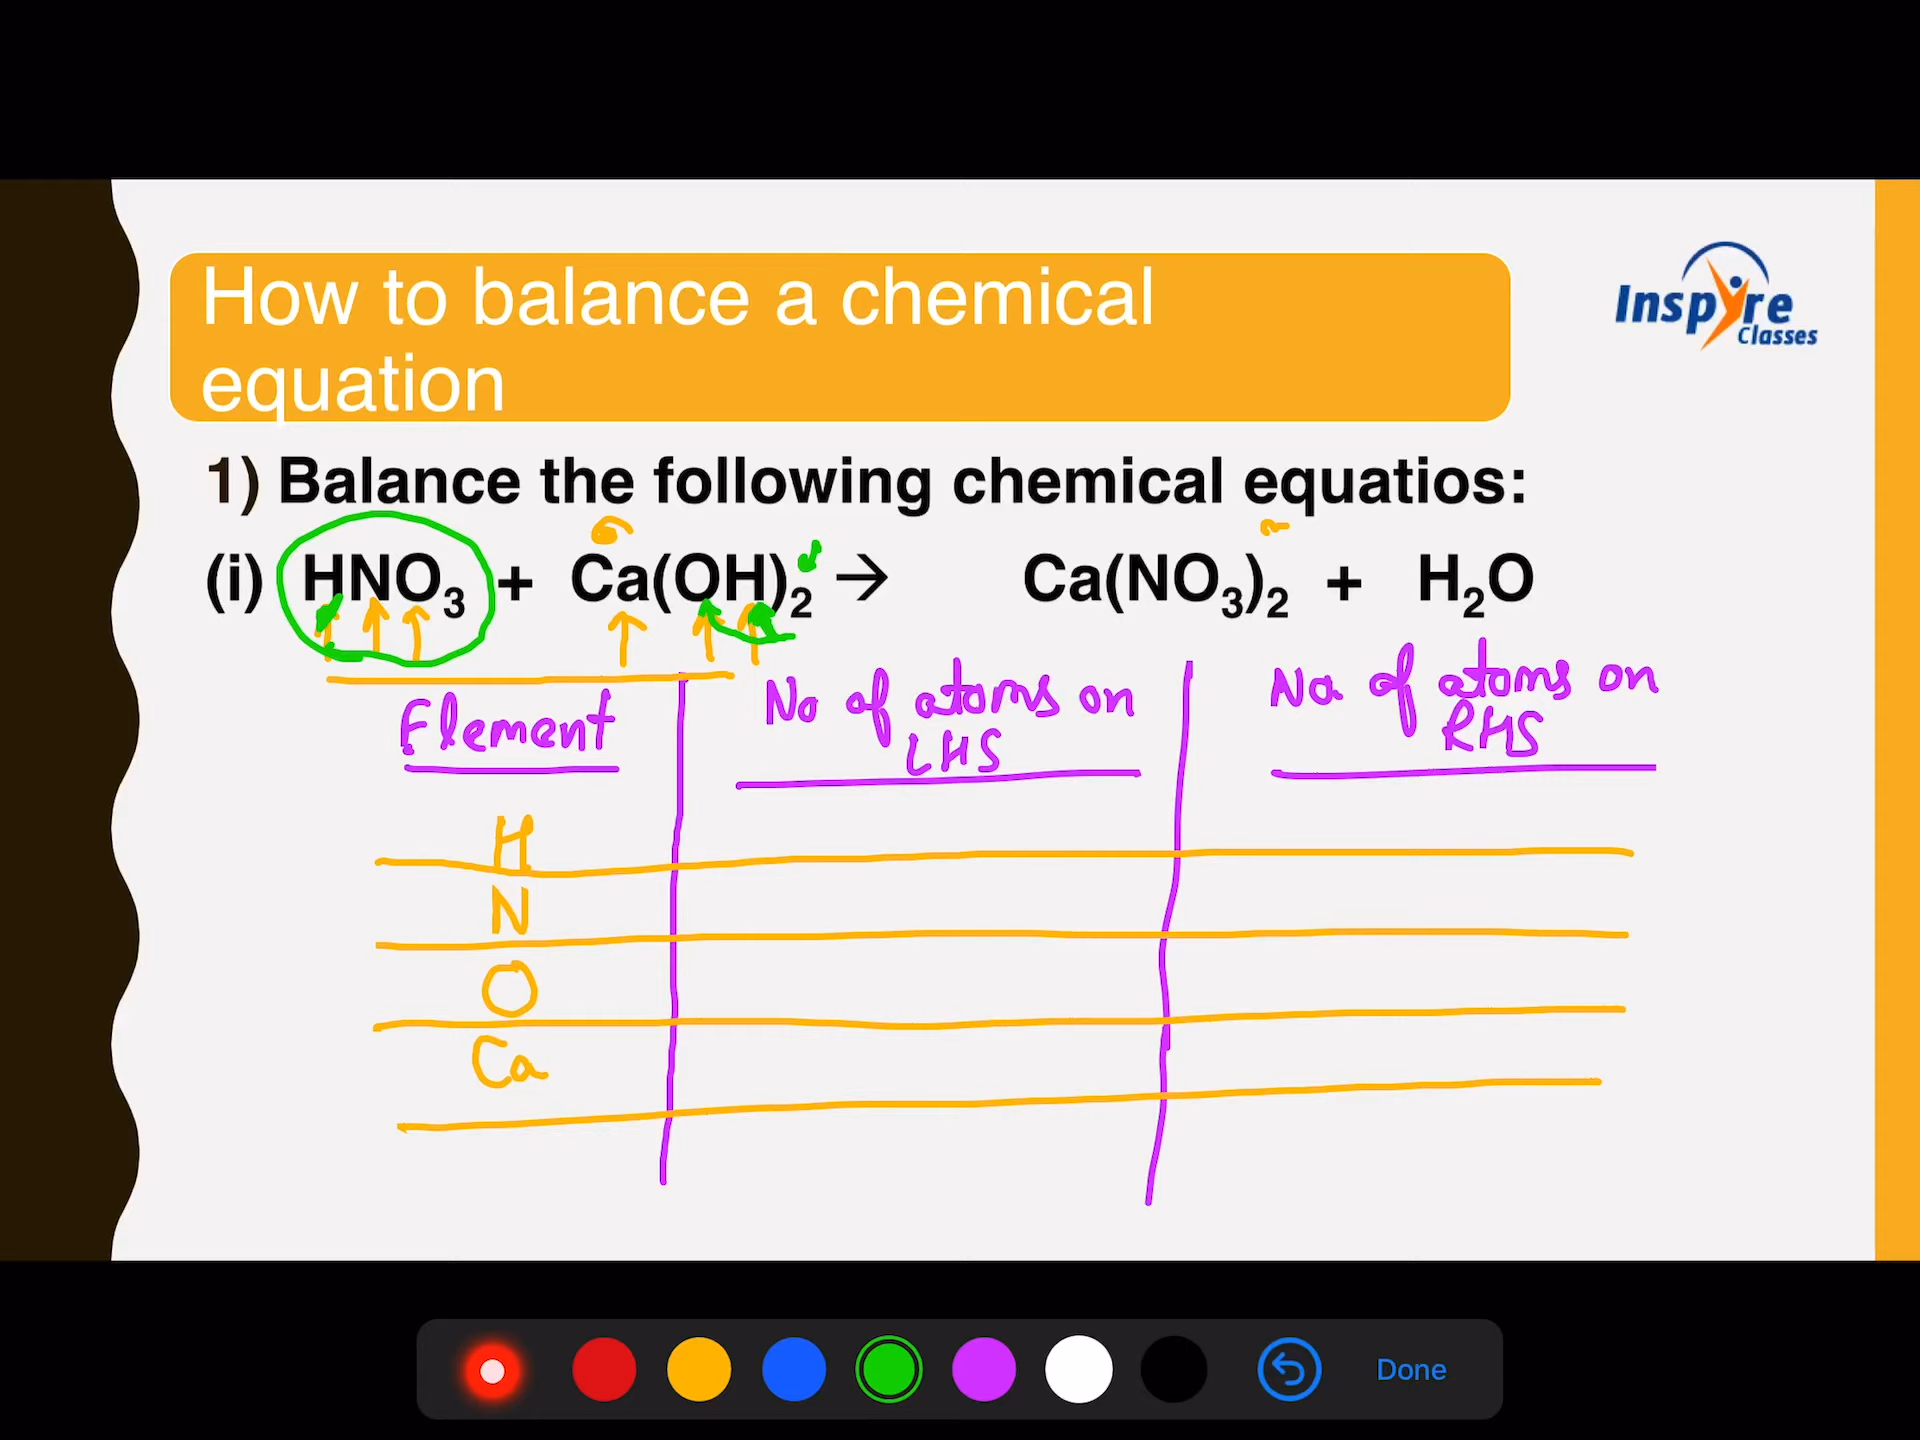 How to balance a chemical
equation
Inspyre
Classes
1) Balance the following chemical equatios:
(i) HNO₃ + Ca(OH)₂ → Ca(NO₃)₂ + H₂O
Element
No of atoms on
LHS
No. of atoms on
RHS
H
N
O
Ca
Done